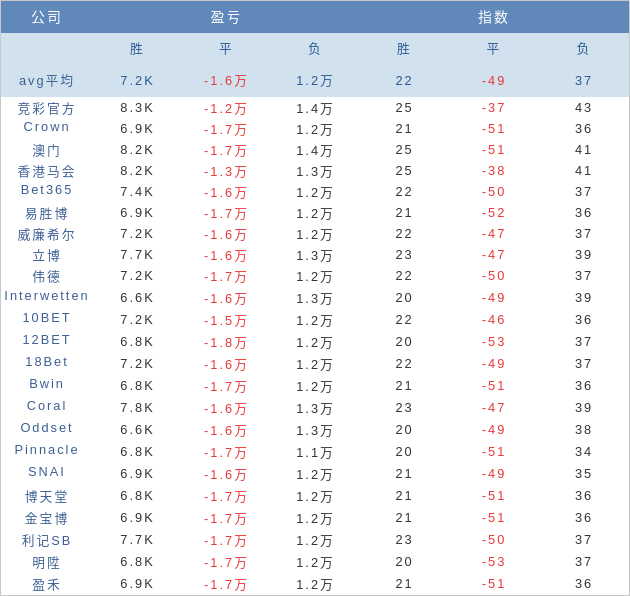 公司 盈亏 指数
胜 平 负 胜 平 负
avg平均 7.2K -1.6万 1.2万 22 -49 37
竞彩官方 8.3K -1.2万 1.4万 25 -37 43
Crown 6.9K -1.7万 1.2万 21 -51 36
澳门 8.2K -1.7万 1.4万 25 -51 41
香港马会 8.2K -1.3万 1.3万 25 -38 41
Bet365 7.4K -1.6万 1.2万 22 -50 37
易胜博 6.9K -1.7万 1.2万 21 -52 36
威廉希尔 7.2K -1.6万 1.2万 22 -47 37
立博 7.7K -1.6万 1.3万 23 -47 39
伟德 7.2K -1.7万 1.2万 22 -50 37
Interwetten 6.6K -1.6万 1.3万 20 -49 39
10BET 7.2K -1.5万 1.2万 22 -46 36
12BET 6.8K -1.8万 1.2万 20 -53 37
18Bet 7.2K -1.6万 1.2万 22 -49 37
Bwin 6.8K -1.7万 1.2万 21 -51 36
Coral 7.8K -1.6万 1.3万 23 -47 39
Oddset 6.6K -1.6万 1.3万 20 -49 38
Pinnacle 6.8K -1.7万 1.1万 20 -51 34
SNAI 6.9K -1.6万 1.2万 21 -49 35
博天堂 6.8K -1.7万 1.2万 21 -51 36
金宝博 6.9K -1.7万 1.2万 21 -51 36
利记SB 7.7K -1.7万 1.2万 23 -50 37
明陞 6.8K -1.7万 1.2万 20 -53 37
盈禾 6.9K -1.7万 1.2万 21 -51 36